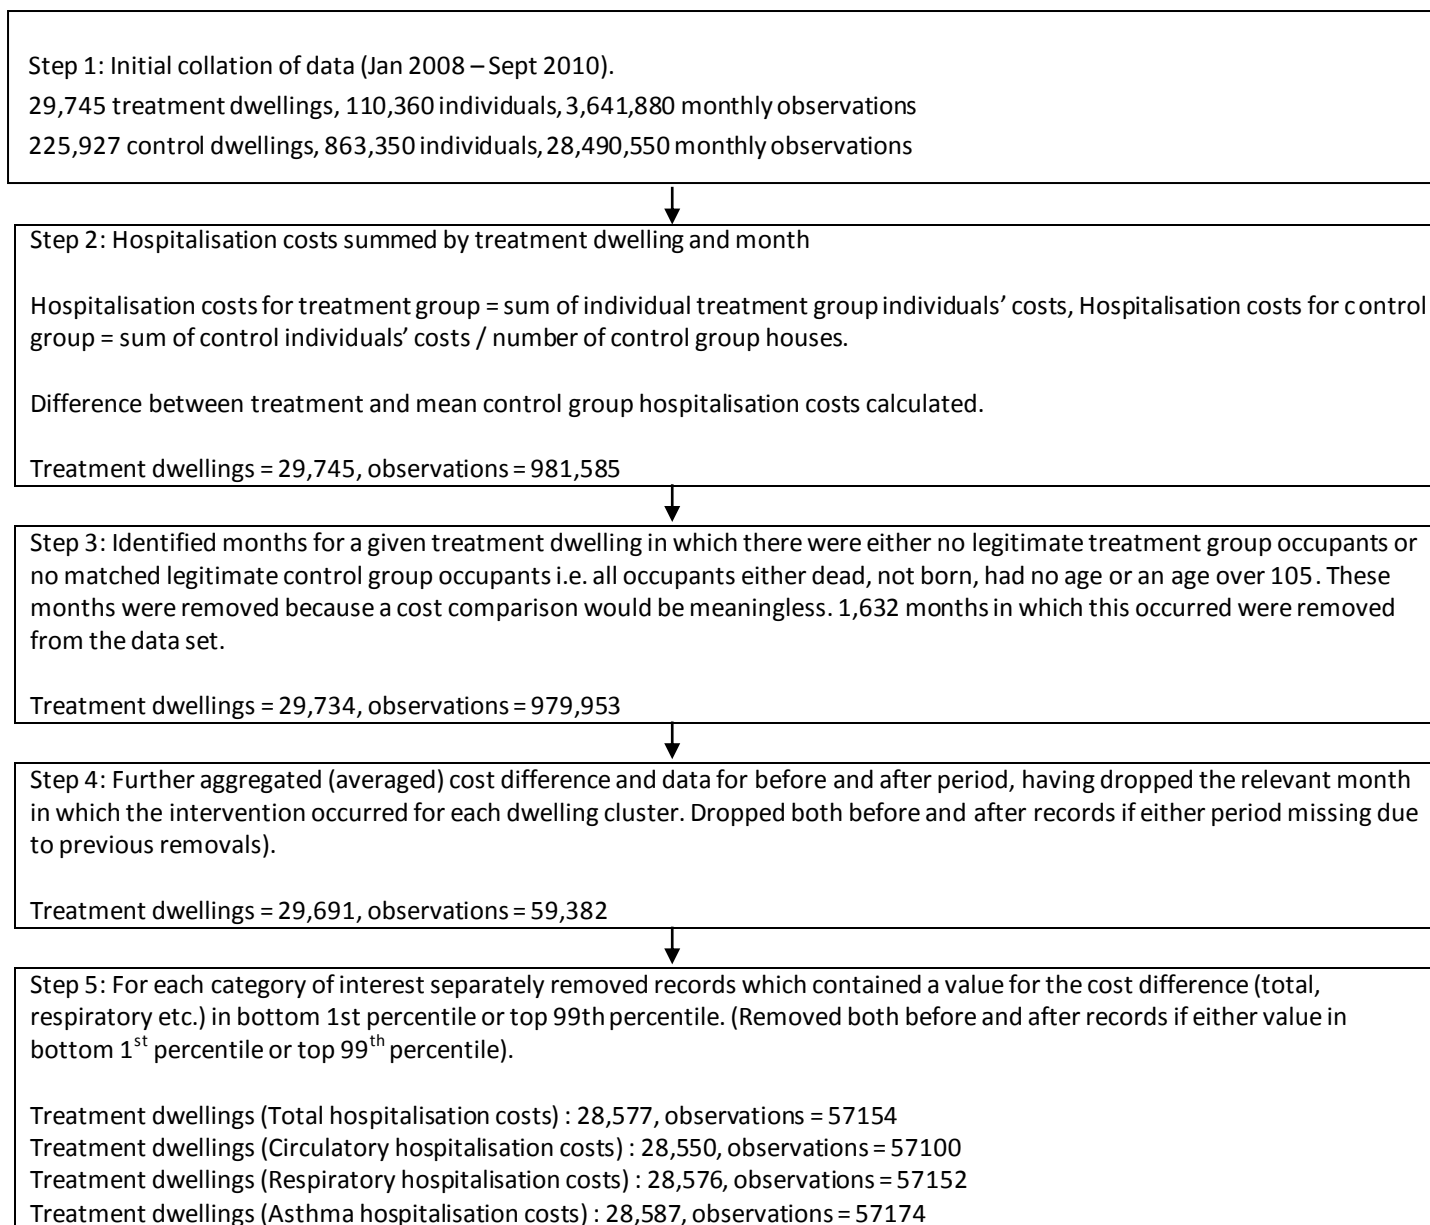 Step 1: Initial collation of data (Jan 2008 – Sept 2010).
29,745 treatment dwellings, 110,360 individuals, 3,641,880 monthly observations
225,927 control dwellings, 863,350 individuals, 28,490,550 monthly observations
Step 2: Hospitalisation costs summed by treatment dwelling and month
Hospitalisation costs for treatment group = sum of individual treatment group individuals’ costs, Hospitalisation costs for control
group = sum of control individuals’ costs / number of control group houses.
Difference between treatment and mean control group hospitalisation costs calculated.
Treatment dwellings = 29,745, observations = 981,585
Step 3: Identified months for a given treatment dwelling in which there were either no legitimate treatment group occupants or
no matched legitimate control group occupants i.e. all occupants either dead, not born, had no age or an age over 105. These
months were removed because a cost comparison would be meaningless. 1,632 months in which this occurred were removed
from the data set.
Treatment dwellings = 29,734, observations = 979,953
Step 4: Further aggregated (averaged) cost difference and data for before and after period, having dropped the relevant month
in which the intervention occurred for each dwelling cluster. Dropped both before and after records if either period missing due
to previous removals).
Treatment dwellings = 29,691, observations = 59,382
Step 5: For each category of interest separately removed records which contained a value for the cost difference (total,
respiratory etc.) in bottom 1st percentile or top 99th percentile. (Removed both before and after records if either value in
bottom 1st percentile or top 99th percentile).
Treatment dwellings (Total hospitalisation costs) : 28,577, observations = 57154
Treatment dwellings (Circulatory hospitalisation costs) : 28,550, observations = 57100
Treatment dwellings (Respiratory hospitalisation costs) : 28,576, observations = 57152
Treatment dwellings (Asthma hospitalisation costs) : 28,587, observations = 57174